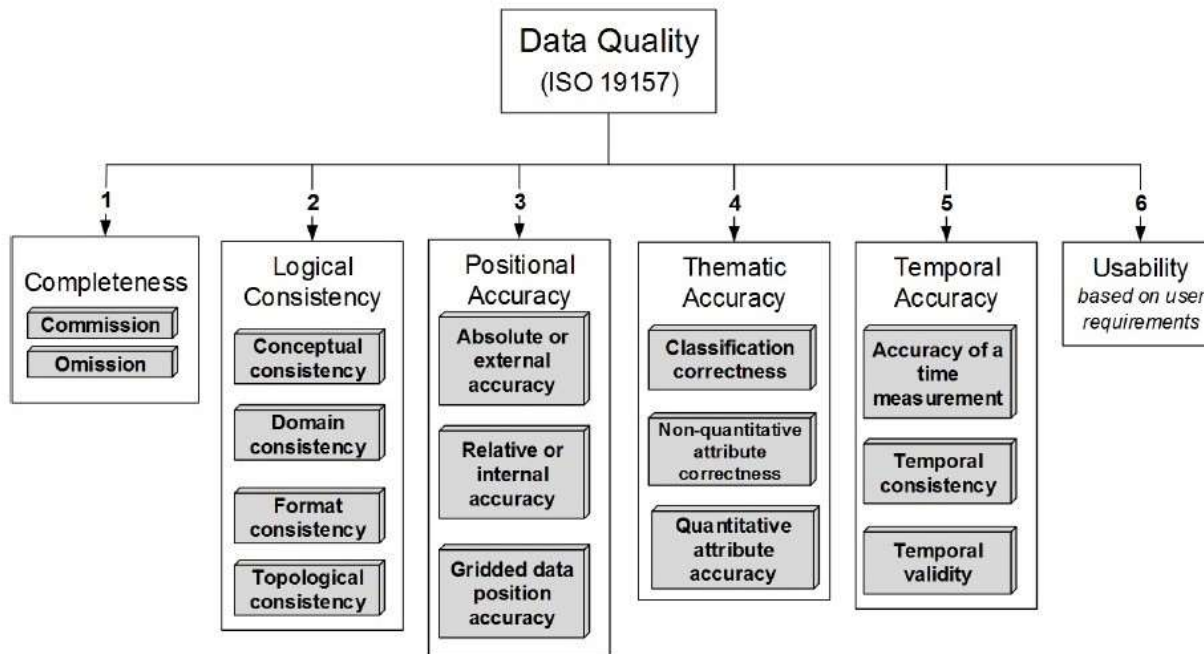 Data Quality
(ISO 19157)
1
2
3
4
5
6
Completeness
Commission
Omission
Logical
Consistency
Conceptual
consistency
Domain
consistency
Format
consistency
Topological
consistency
Positional
Accuracy
Absolute or
external
accuracy
Relative or
internal
accuracy
Gridded data
position
accuracy
Thematic
Accuracy
Classification
correctness
Non-quantitative
attribute
correctness
Quantitative
attribute
accuracy
Temporal
Accuracy
Accuracy of a
time
measurement
Temporal
consistency
Temporal
validity
Usability
based on user
requirements